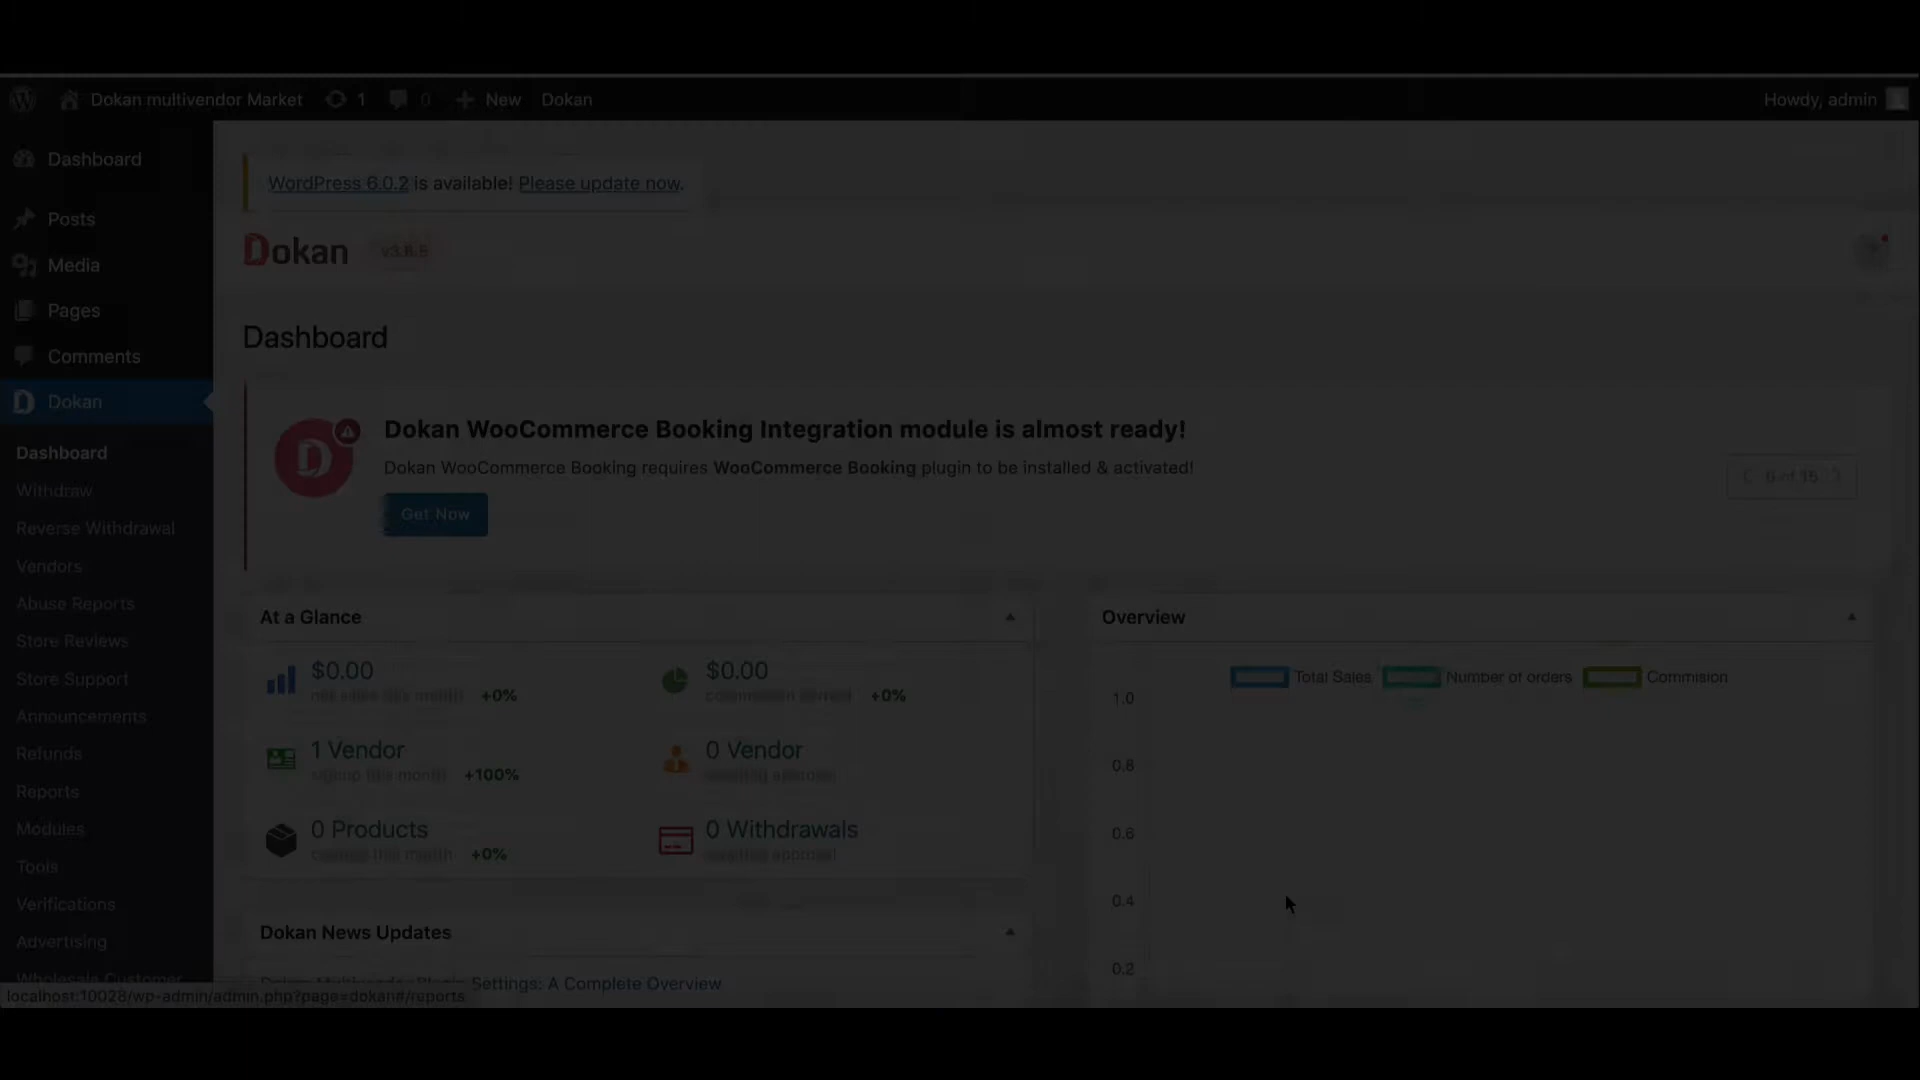 Dokan multivendor Market 1 0 New Dokan Howdy, admin
Dashboard
Posts
Media
Pages
Comments
Dokan
Dashboard
Withdraw
Reverse Withdrawal
Vendors
Abuse Reports
Store Reviews
Store Support
Announcements
Refunds
Reports
Modules
Tools
Verifications
Advertising
Wholesale Customer
localhost:10028/wp-admin/admin.php?page=dokan#/reports
WordPress 6.0.2 is available! Please update now.
Dokan
Dashboard
Dokan WooCommerce Booking Integration module is almost ready!
Dokan WooCommerce Booking requires WooCommerce Booking plugin to be installed & activated!
Get Now
At a Glance
$0.00
net sales this month +0%
$0.00
commission earned +0%
1 Vendor
signup this month +100%
0 Vendor
awaiting approval
0 Products
created this month +0%
0 Withdrawals
awaiting approval
Dokan News Updates
Settings: A Complete Overview
Overview
Total Sales Number of orders Commision
1.0
0.8
0.6
0.4
0.2